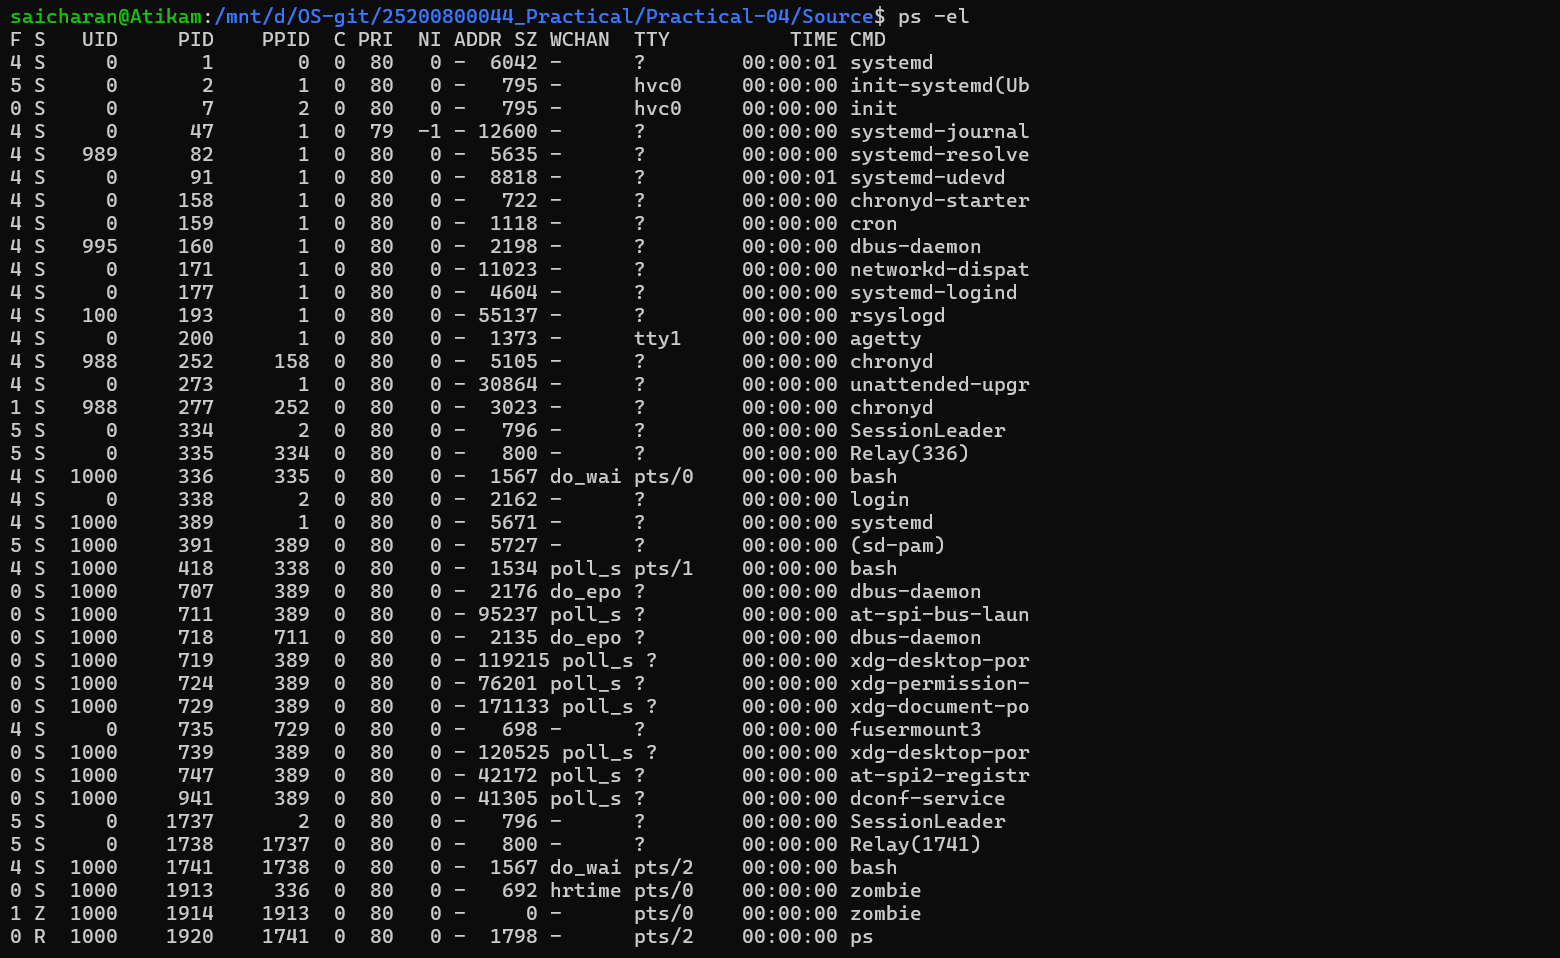 saicharan@Atikam:/mnt/d/OS-git/25200800044_Practical/Practical-04/Source$ ps -el
F S   UID     PID    PPID  C PRI  NI ADDR SZ WCHAN  TTY          TIME CMD
4 S     0       1       0  0  80   0 -  6042 -      ?        00:00:01 systemd
5 S     0       2       1  0  80   0 -   795 -      hvc0     00:00:00 init-systemd(Ub
0 S     0       7       2  0  80   0 -   795 -      hvc0     00:00:00 init
4 S     0      47       1  0  79  -1 - 12600 -      ?        00:00:00 systemd-journal
4 S   989      82       1  0  80   0 -  5635 -      ?        00:00:00 systemd-resolve
4 S     0      91       1  0  80   0 -  8818 -      ?        00:00:01 systemd-udevd
4 S     0     158       1  0  80   0 -   722 -      ?        00:00:00 chronyd-starter
4 S     0     159       1  0  80   0 -  1118 -      ?        00:00:00 cron
4 S   995     160       1  0  80   0 -  2198 -      ?        00:00:00 dbus-daemon
4 S     0     171       1  0  80   0 - 11023 -      ?        00:00:00 networkd-dispat
4 S     0     177       1  0  80   0 -  4604 -      ?        00:00:00 systemd-logind
4 S   100     193       1  0  80   0 - 55137 -      ?        00:00:00 rsyslogd
4 S     0     200       1  0  80   0 -  1373 -      tty1     00:00:00 agetty
4 S   988     252     158  0  80   0 -  5105 -      ?        00:00:00 chronyd
4 S     0     273       1  0  80   0 - 30864 -      ?        00:00:00 unattended-upgr
1 S   988     277     252  0  80   0 -  3023 -      ?        00:00:00 chronyd
5 S     0     334       2  0  80   0 -   796 -      ?        00:00:00 SessionLeader
5 S     0     335     334  0  80   0 -   800 -      ?        00:00:00 Relay(336)
4 S  1000     336     335  0  80   0 -  1567 do_wai pts/0    00:00:00 bash
4 S     0     338       2  0  80   0 -  2162 -      ?        00:00:00 login
4 S  1000     389       1  0  80   0 -  5671 -      ?        00:00:00 systemd
5 S  1000     391     389  0  80   0 -  5727 -      ?        00:00:00 (sd-pam)
4 S  1000     418     338  0  80   0 -  1534 poll_s pts/1    00:00:00 bash
0 S  1000     707     389  0  80   0 -  2176 do_epo ?        00:00:00 dbus-daemon
0 S  1000     711     389  0  80   0 - 95237 poll_s ?        00:00:00 at-spi-bus-laun
0 S  1000     718     711  0  80   0 -  2135 do_epo ?        00:00:00 dbus-daemon
0 S  1000     719     389  0  80   0 - 119215 poll_s ?       00:00:00 xdg-desktop-por
0 S  1000     724     389  0  80   0 - 76201 poll_s ?        00:00:00 xdg-permission-
0 S  1000     729     389  0  80   0 - 171133 poll_s ?       00:00:00 xdg-document-po
4 S     0     735     729  0  80   0 -   698 -      ?        00:00:00 fusermount3
0 S  1000     739     389  0  80   0 - 120525 poll_s ?       00:00:00 xdg-desktop-por
0 S  1000     747     389  0  80   0 - 42172 poll_s ?        00:00:00 at-spi2-registr
0 S  1000     941     389  0  80   0 - 41305 poll_s ?        00:00:00 dconf-service
5 S     0    1737       2  0  80   0 -   796 -      ?        00:00:00 SessionLeader
5 S     0    1738    1737  0  80   0 -   800 -      ?        00:00:00 Relay(1741)
4 S  1000    1741    1738  0  80   0 -  1567 do_wai pts/2    00:00:00 bash
0 S  1000    1913     336  0  80   0 -   692 hrtime pts/0    00:00:00 zombie
1 Z  1000    1914    1913  0  80   0 -     0 -      pts/0    00:00:00 zombie
0 R  1000    1920    1741  0  80   0 -  1798 -      pts/2    00:00:00 ps